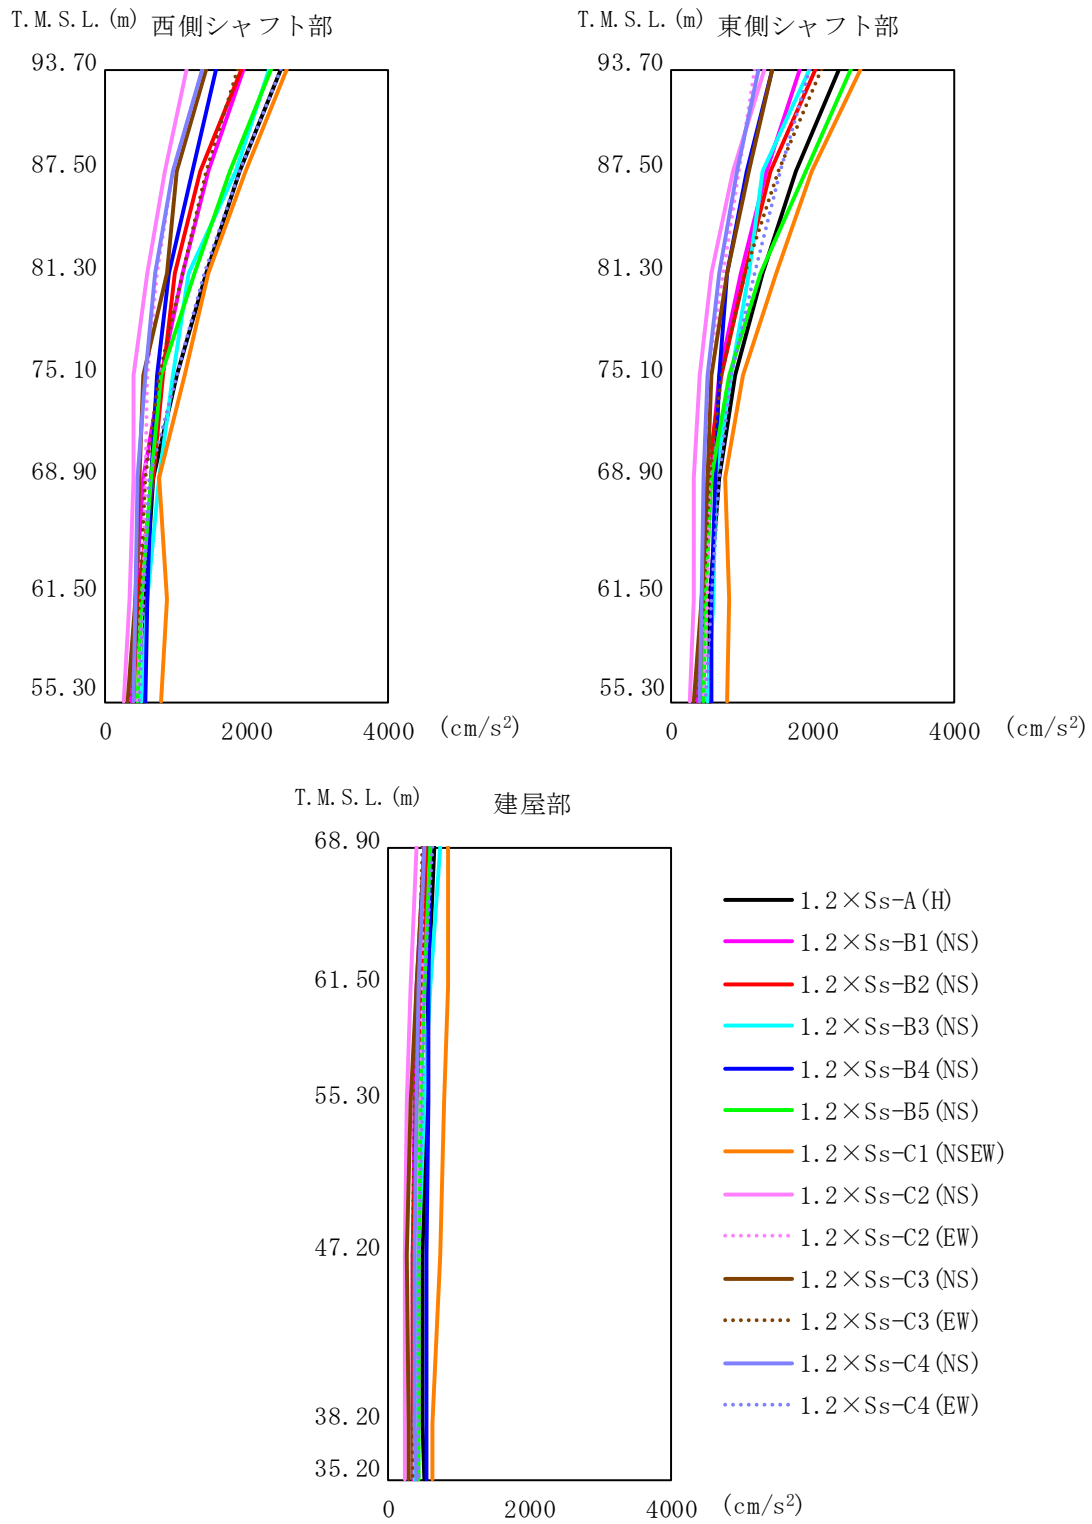 T.M.S.L.(m) 西側シャフト部
93.70
87.50
81.30
75.10
68.90
61.50
55.30
0 2000 4000 (cm/s²)
T.M.S.L.(m) 東側シャフト部
93.70
87.50
81.30
75.10
68.90
61.50
55.30
0 2000 4000 (cm/s²)
T.M.S.L.(m) 建屋部
68.90
61.50
55.30
47.20
38.20
35.20
0 2000 4000 (cm/s²)
1.2×Ss-A(H)
1.2×Ss-B1(NS)
1.2×Ss-B2(NS)
1.2×Ss-B3(NS)
1.2×Ss-B4(NS)
1.2×Ss-B5(NS)
1.2×Ss-C1(NSEW)
1.2×Ss-C2(NS)
1.2×Ss-C2(EW)
1.2×Ss-C3(NS)
1.2×Ss-C3(EW)
1.2×Ss-C4(NS)
1.2×Ss-C4(EW)